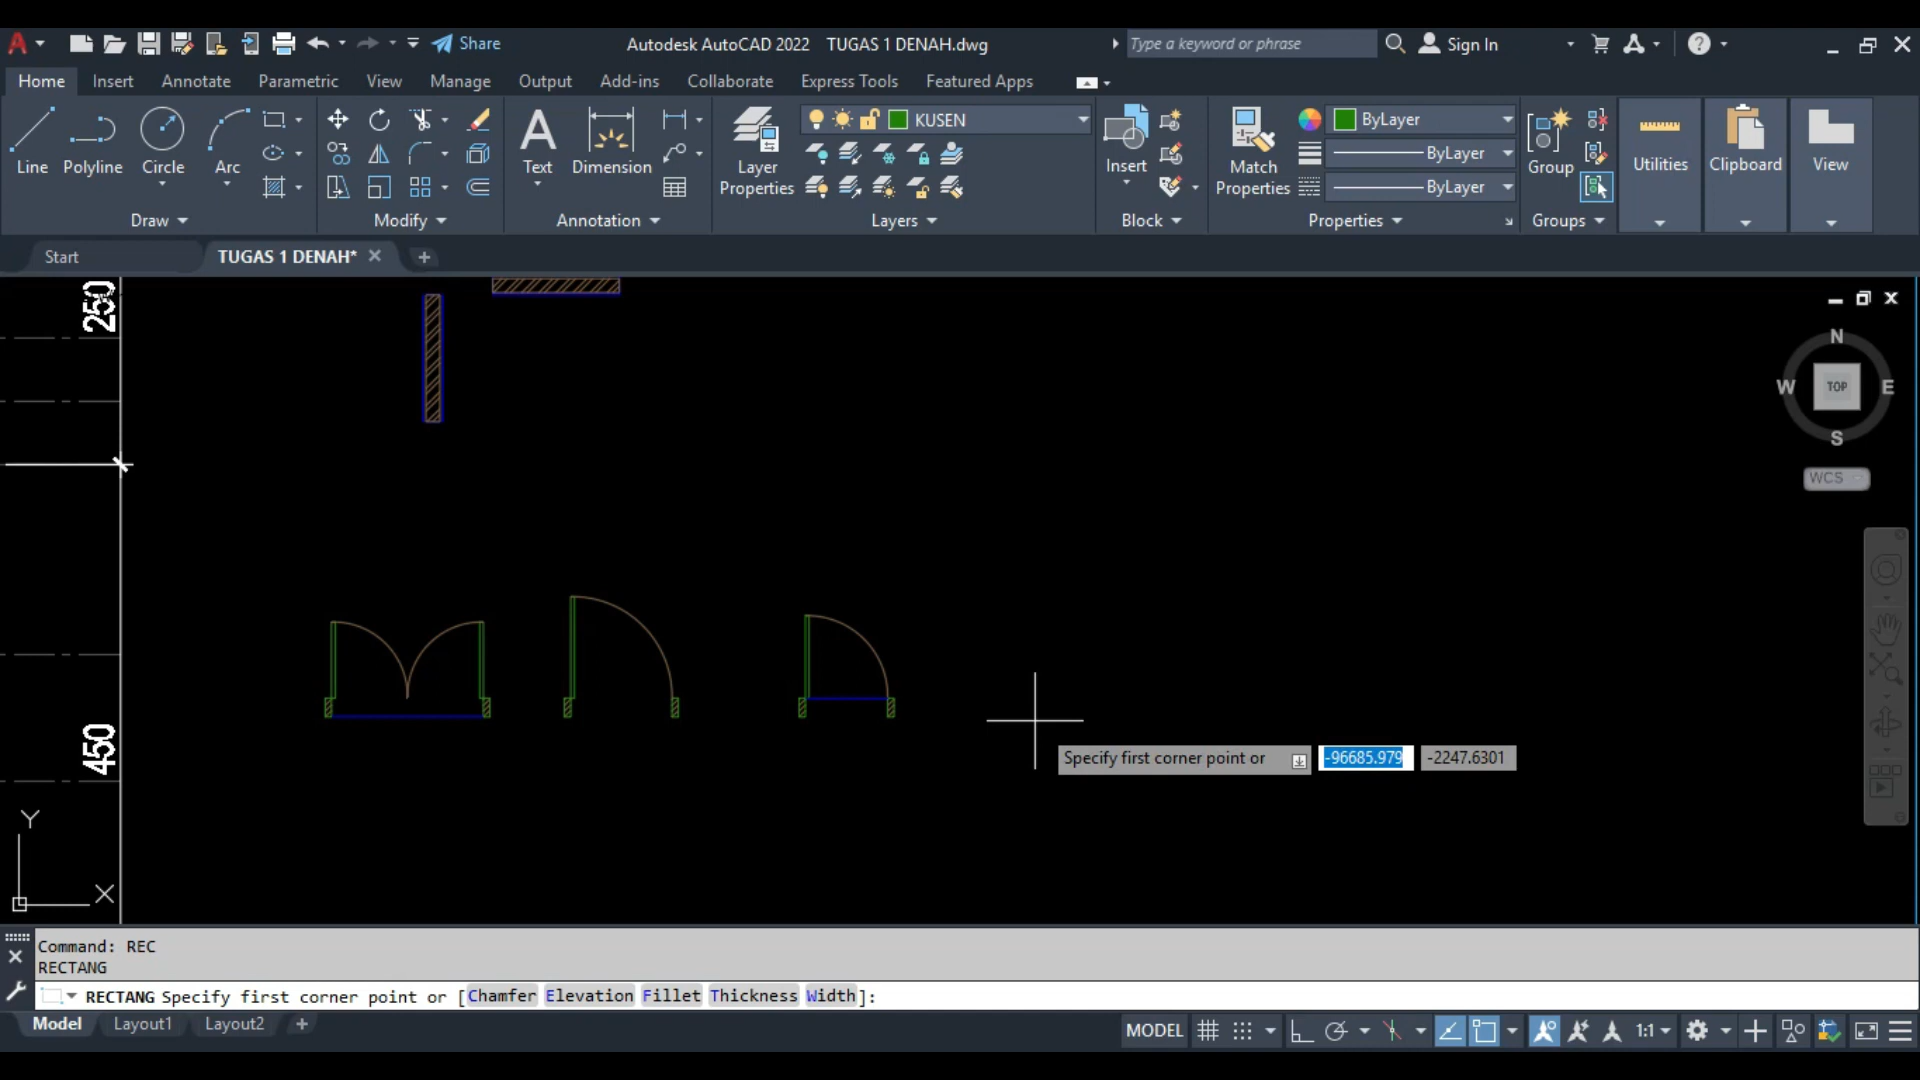 Share
Autodesk AutoCAD 2022 TUGAS 1 DENAH.dwg
Type a keyword or phrase
Sign In
Home Insert Annotate Parametric View Manage Output Add-ins Collaborate Express Tools Featured Apps
KUSEN
ByLayer
ByLayer
ByLayer
Line Polyline Circle Arc
Text Dimension
Layer Properties
Insert
Match Properties
Group
Utilities
Clipboard
View
Draw Modify Annotation Layers Block Properties Groups
Start TUGAS 1 DENAH*
250
N
W TOP E
S
WCS
450
Specify first corner point or -96685.979 -2247.6301
Y
X
Command: REC
RECTANG
RECTANG Specify first corner point or [Chamfer Elevation Fillet Thickness Width]:
Model Layout1 Layout2
MODEL 1:1